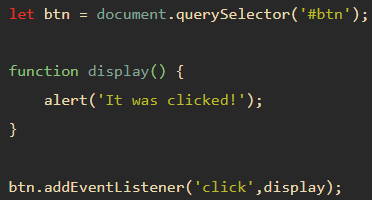 let btn = document.querySelector('#btn');
function display() {
    alert('It was clicked!');
}
btn.addEventListener('click',display);